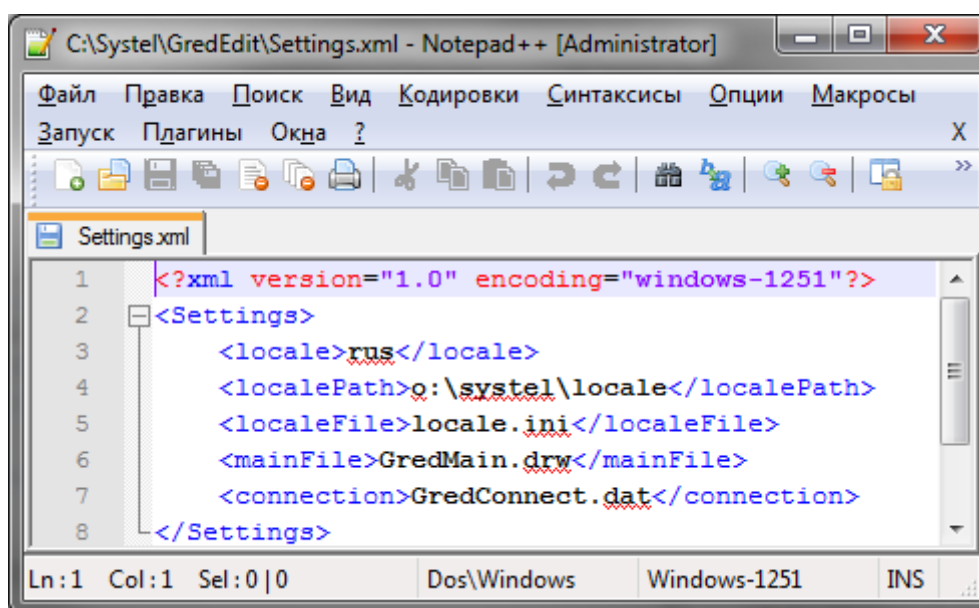 C:\Systel\GredEdit\Settings.xml - Notepad++ [Administrator]
Файл Правка Поиск Вид Кодировки Синтаксисы Опции Макросы
Запуск Плагины Окна ? X
Settings.xml
1 <?xml version="1.0" encoding="windows-1251"?>
2 <Settings>
3 <locale>rus</locale>
4 <localePath>o:\systel\locale</localePath>
5 <localeFile>locale.ini</localeFile>
6 <mainFile>GredMain.drw</mainFile>
7 <connection>GredConnect.dat</connection>
8 </Settings>
Ln:1 Col:1 Sel:0|0 Dos\Windows Windows-1251 INS